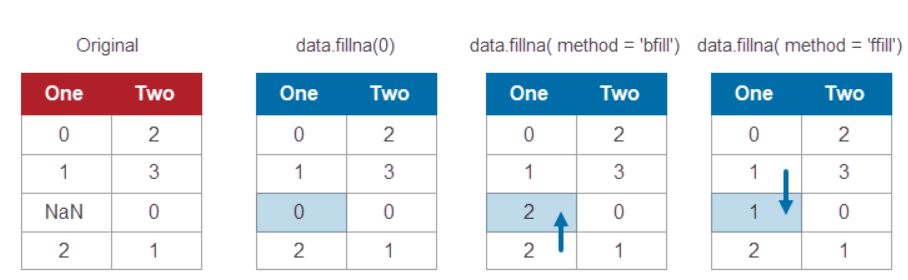 Original
One Two
0 2
1 3
NaN 0
2 1
data.fillna(0)
One Two
0 2
1 3
0 0
2 1
data.fillna( method = 'bfill')
One Two
0 2
1 3
2 0
2 1
data.fillna( method = 'ffill')
One Two
0 2
1 3
1 0
2 1